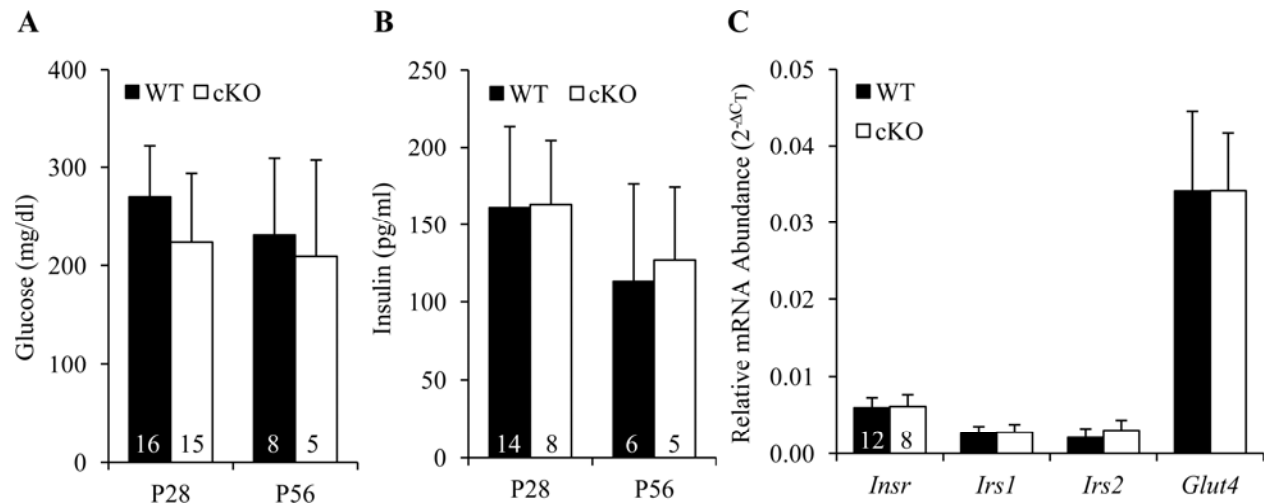 A
Glucose (mg/dl)
400
300
200
100
0
WT cKO
16 15 8 5
P28 P56
B
Insulin (pg/ml)
250
200
150
100
50
0
WT cKO
14 8 6 5
P28 P56
C
Relative mRNA Abundance (2^-ΔCT)
0.05
0.04
0.03
0.02
0.01
0.00
WT
cKO
12 8
Insr Irs1 Irs2 Glut4